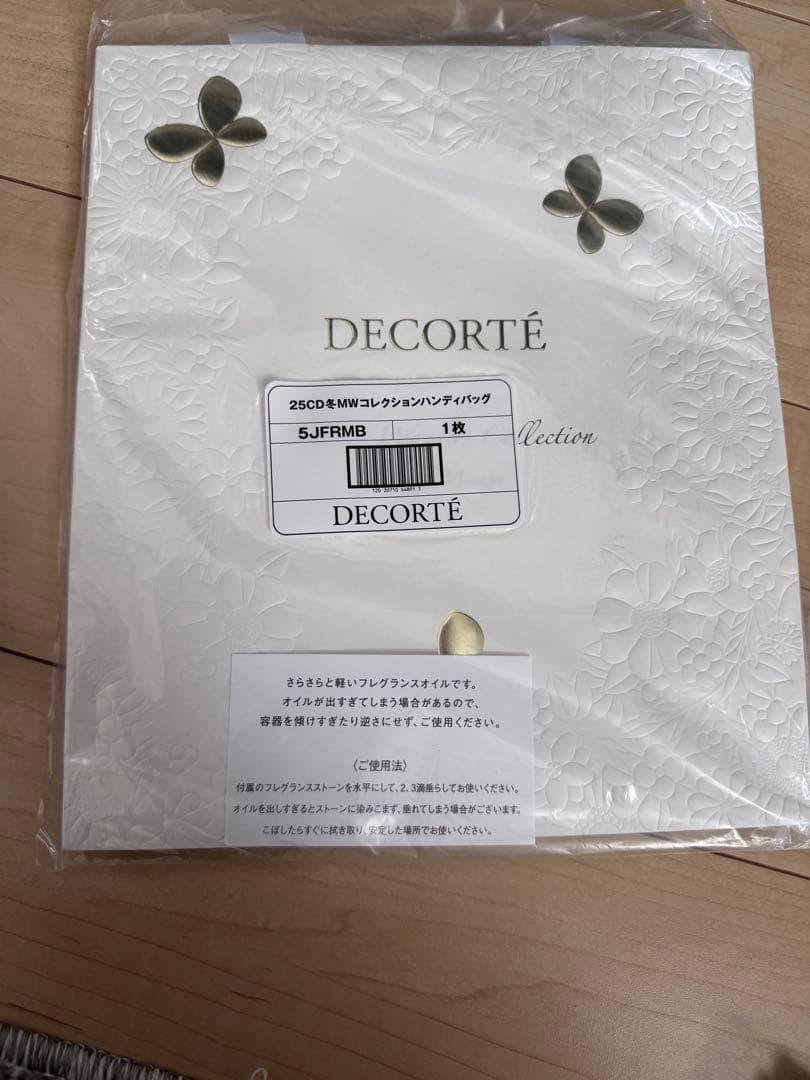 DECORTÉ
25CD冬MWコレクションハンディバッグ
5JFRMB 1枚
llection
DECORTÉ
さらさらと軽いフレグランスオイルです。
オイルが出すぎてしまう場合があるので、
容器を傾けすぎたり逆さにせず、ご使用ください。
〈ご使用法〉
付属のフレグランスストーンを水平にして、2、3滴垂らしてお使いください。
オイルを出しすぎるとストーンに染みこまず、垂れてしまう場合がございます。
こぼしたらすぐに拭き取り、安定した場所でお使いください。